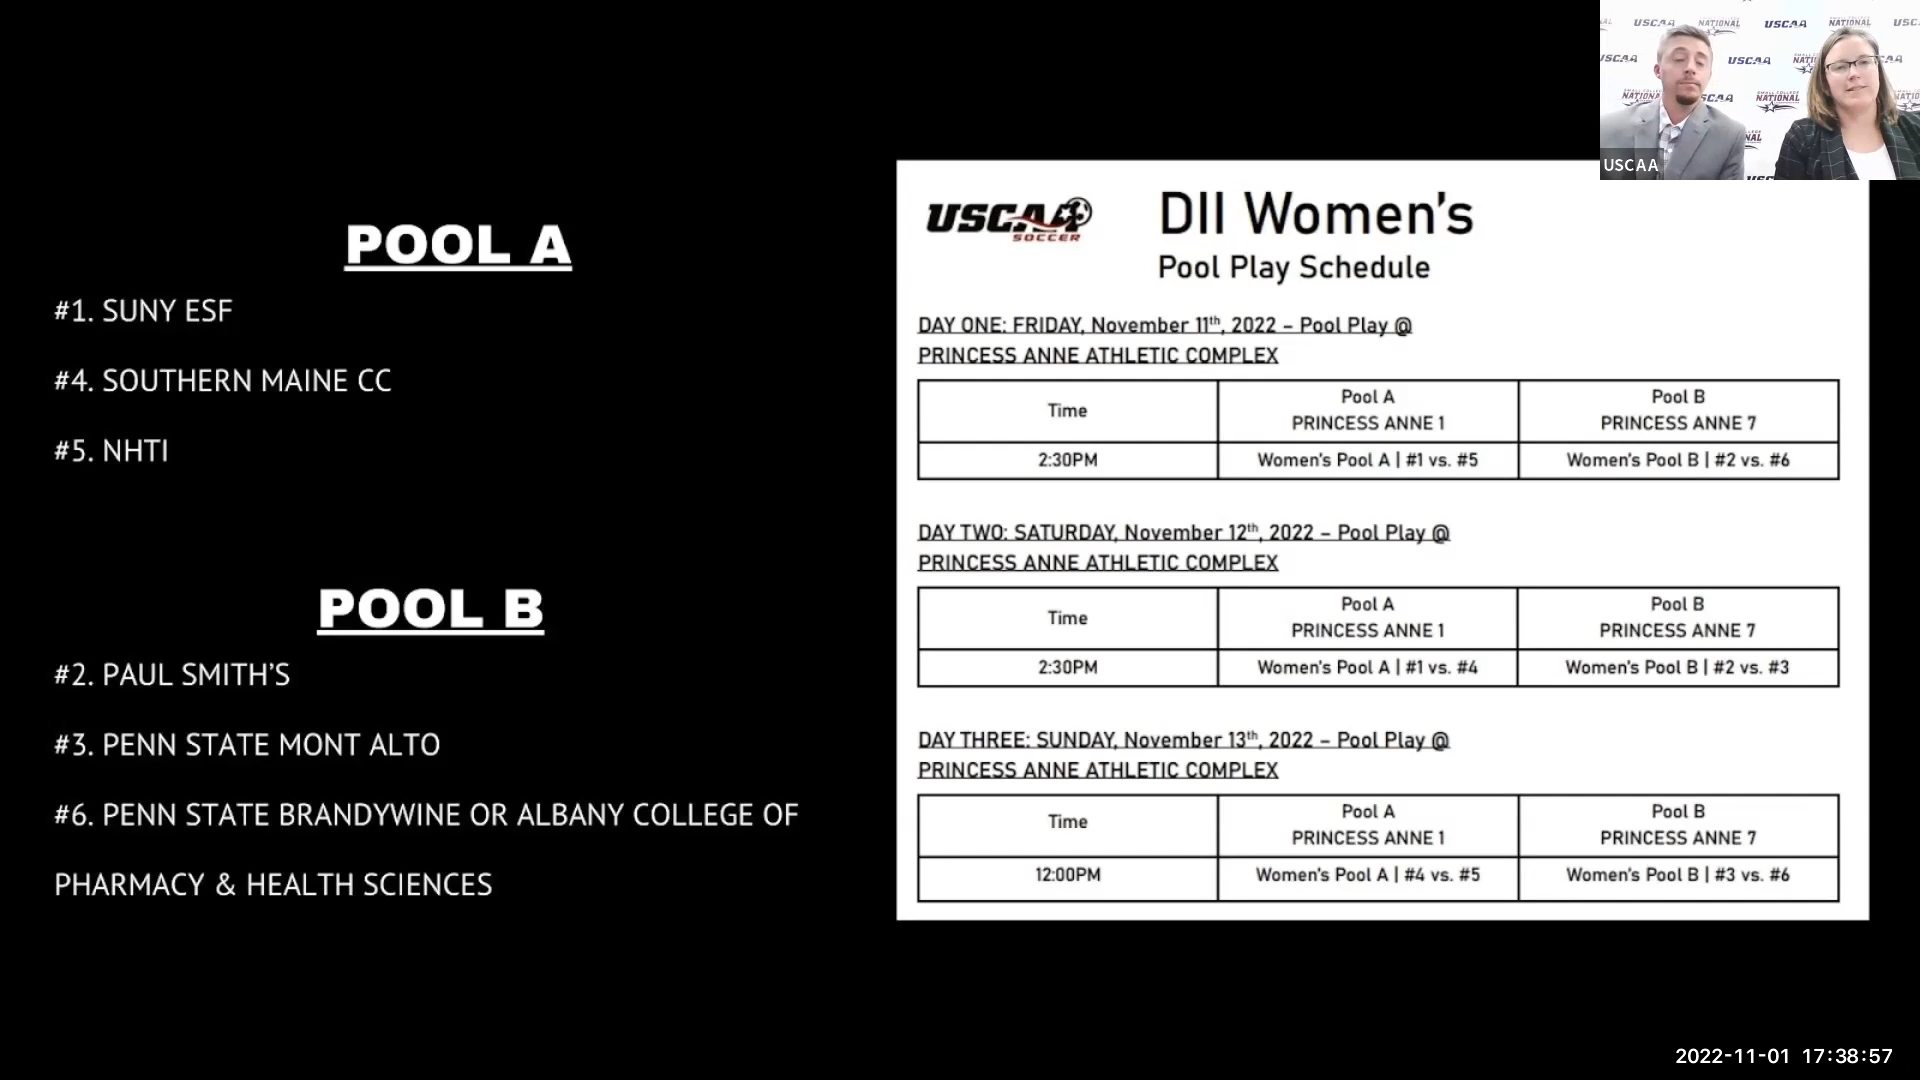 POOL A
#1. SUNY ESF
#4. SOUTHERN MAINE CC
#5. NHTI
POOL B
#2. PAUL SMITH'S
#3. PENN STATE MONT ALTO
#6. PENN STATE BRANDYWINE OR ALBANY COLLEGE OF
PHARMACY & HEALTH SCIENCES
USCAA
SOCCER
DII Women's
Pool Play Schedule
DAY ONE: FRIDAY, November 11th, 2022 – Pool Play @
PRINCESS ANNE ATHLETIC COMPLEX
Time
Pool A
PRINCESS ANNE 1
Pool B
PRINCESS ANNE 7
2:30PM
Women's Pool A | #1 vs. #5
Women's Pool B | #2 vs. #6
DAY TWO: SATURDAY, November 12th, 2022 – Pool Play @
PRINCESS ANNE ATHLETIC COMPLEX
Time
Pool A
PRINCESS ANNE 1
Pool B
PRINCESS ANNE 7
2:30PM
Women's Pool A | #1 vs. #4
Women's Pool B | #2 vs. #3
DAY THREE: SUNDAY, November 13th, 2022 – Pool Play @
PRINCESS ANNE ATHLETIC COMPLEX
Time
Pool A
PRINCESS ANNE 1
Pool B
PRINCESS ANNE 7
12:00PM
Women's Pool A | #4 vs. #5
Women's Pool B | #3 vs. #6
USCAA
NATIONAL
USCAA
NATIONAL
USCAA
USCAA
NATIONAL
USCAA
2022-11-01 17:38:57